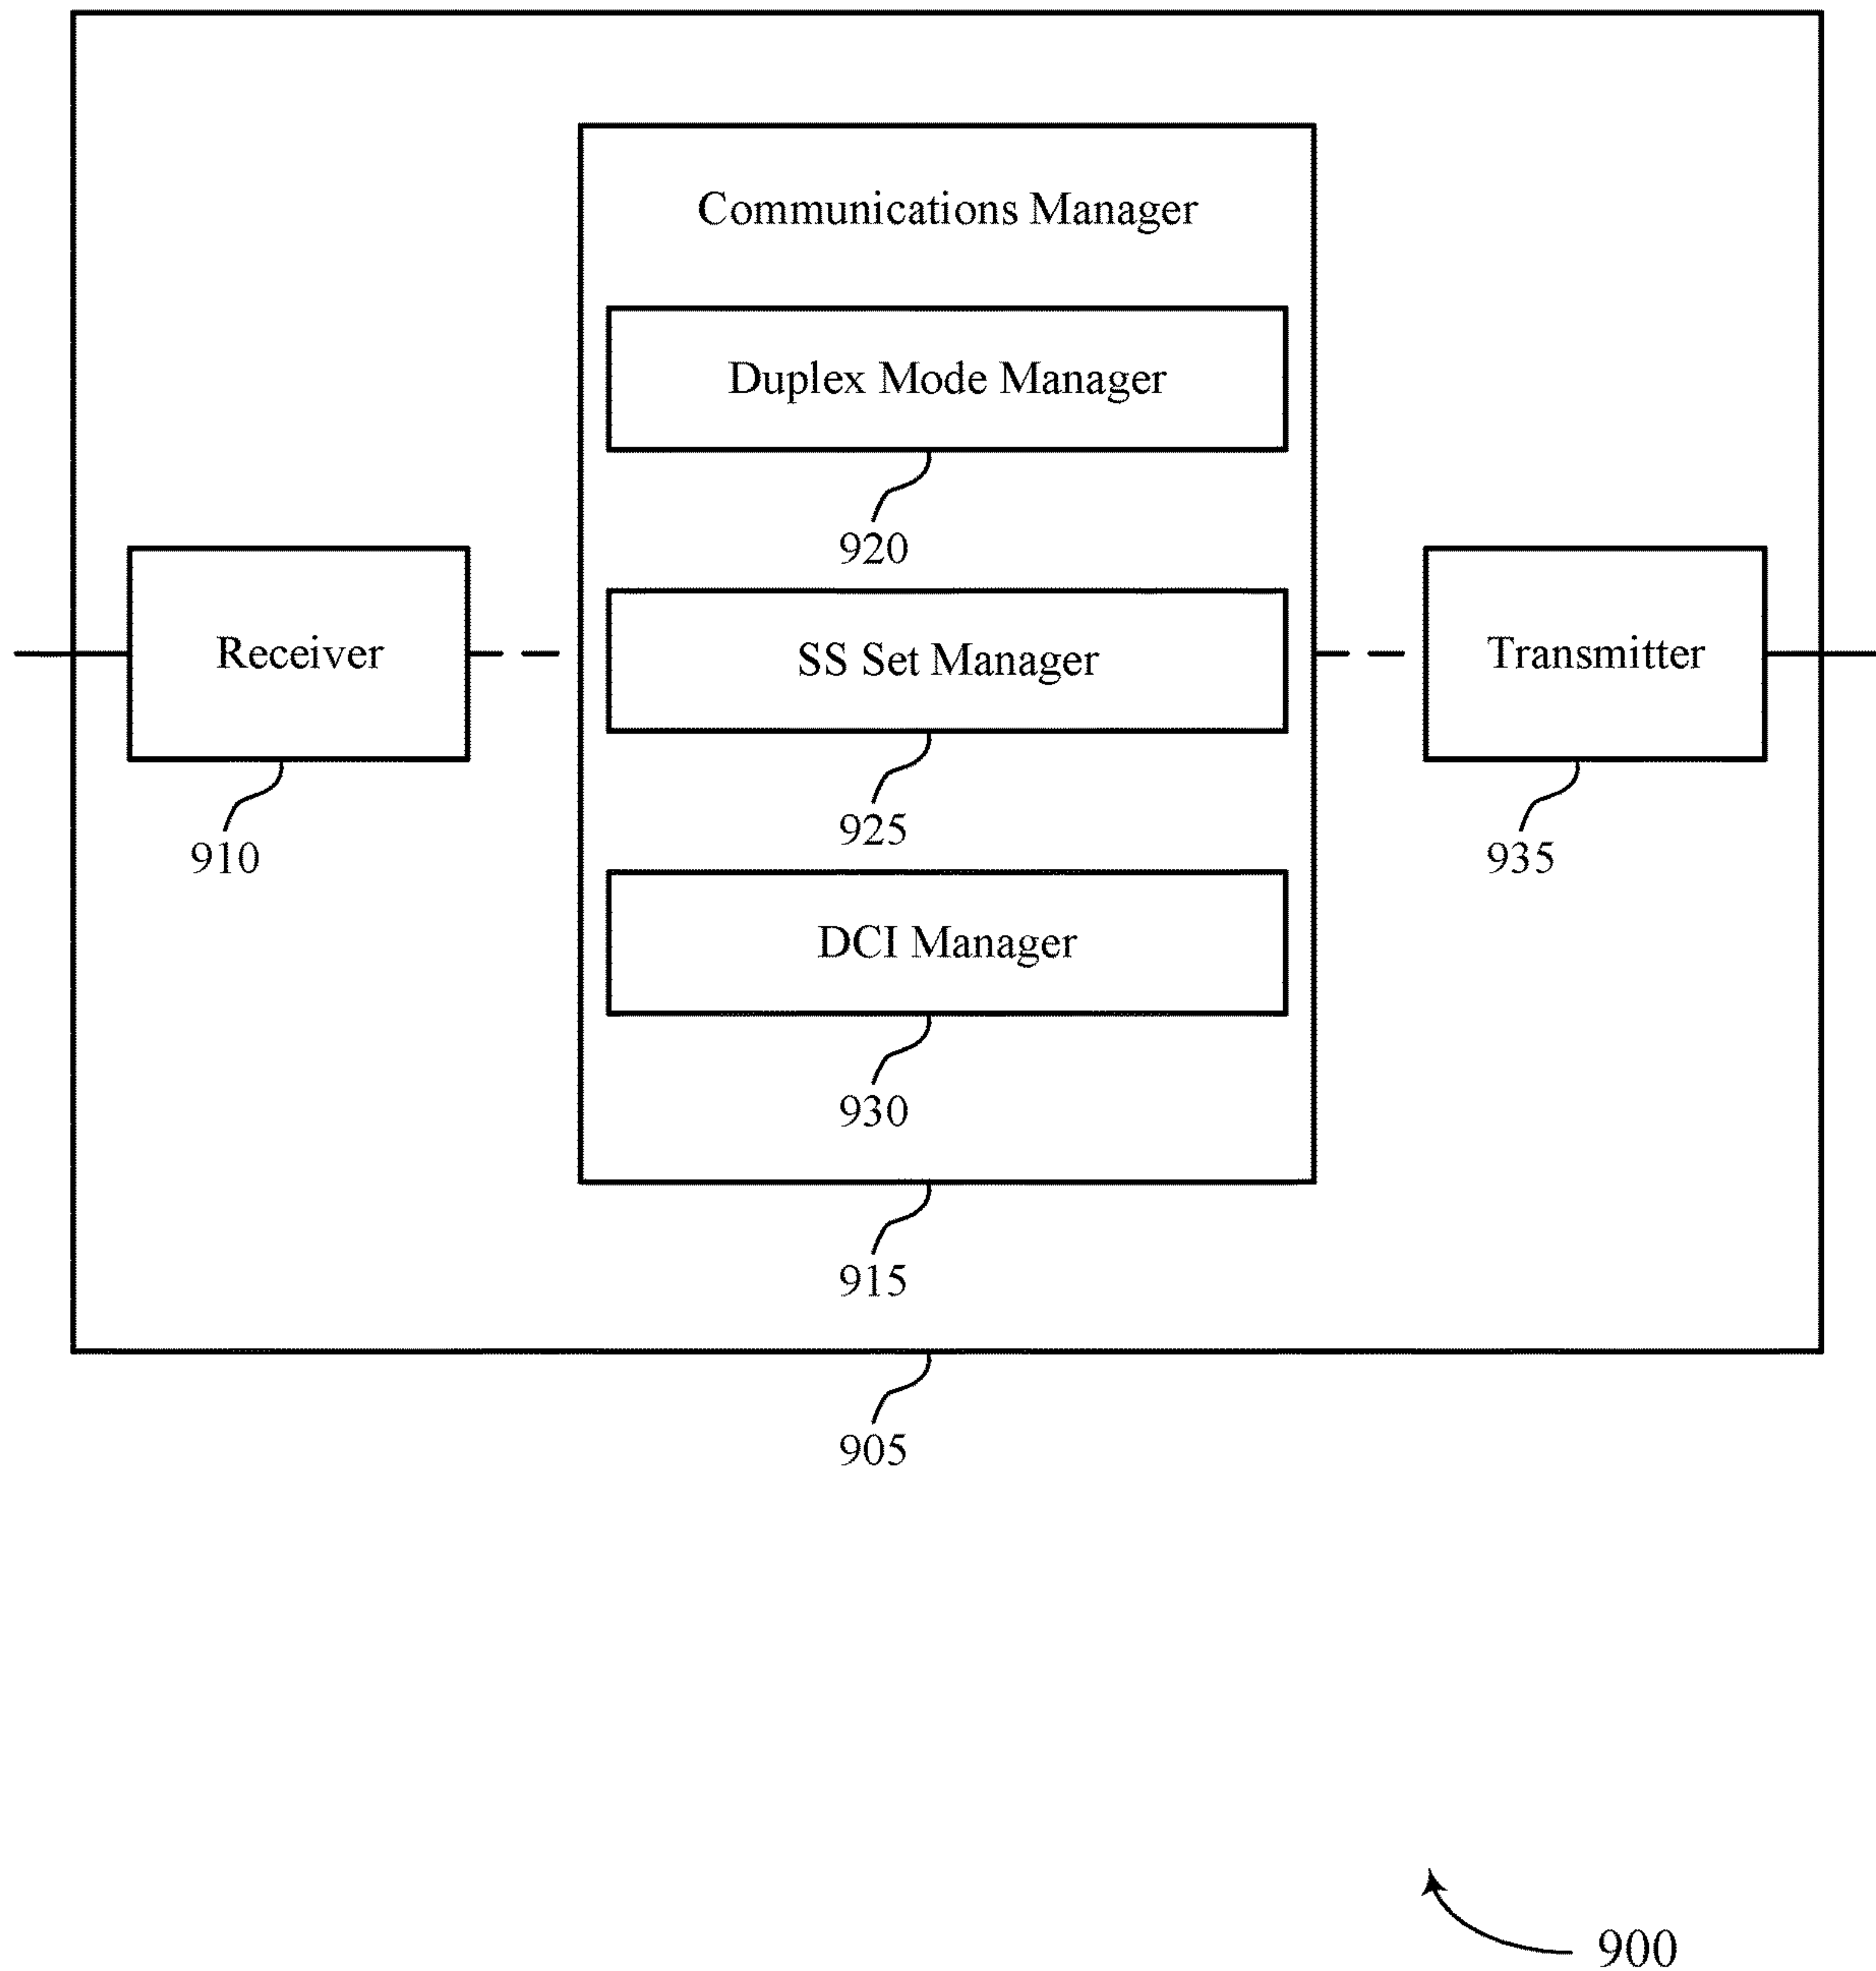 Communications Manager
Duplex Mode Manager
920
Receiver
910
SS Set Manager
925
Transmitter
935
DCI Manager
930
915
905
900